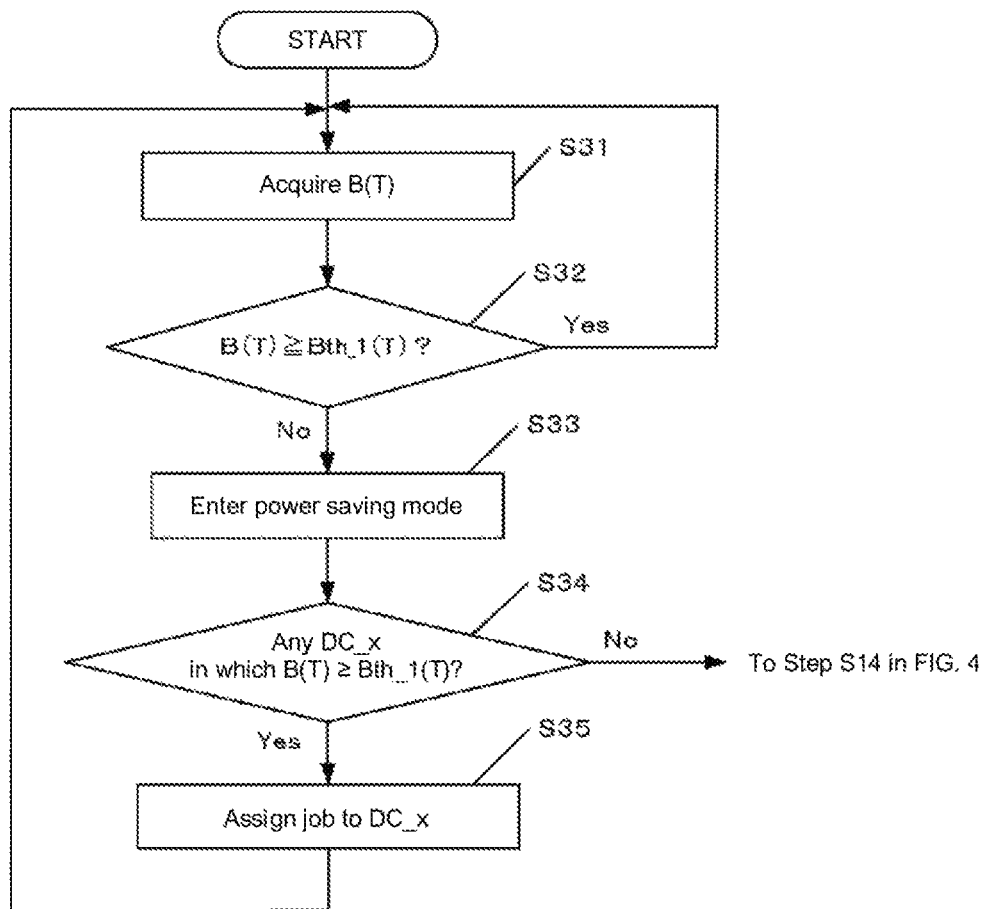 START
S31
Acquire B(T)
S32
B(T)≧Bth_1(T)?
Yes
No
S33
Enter power saving mode
S34
Any DC_x
in which B(T) ≥ Bth_1(T)?
No
To Step S14 in FIG. 4
Yes
S35
Assign job to DC_x